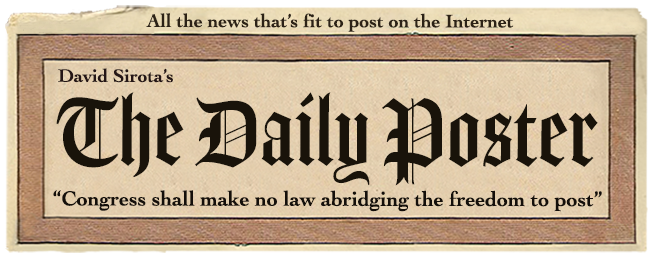 All the news that's fit to post on the Internet
David Sirota's
The Daily Poster
“Congress shall make no law abridging the freedom to post”